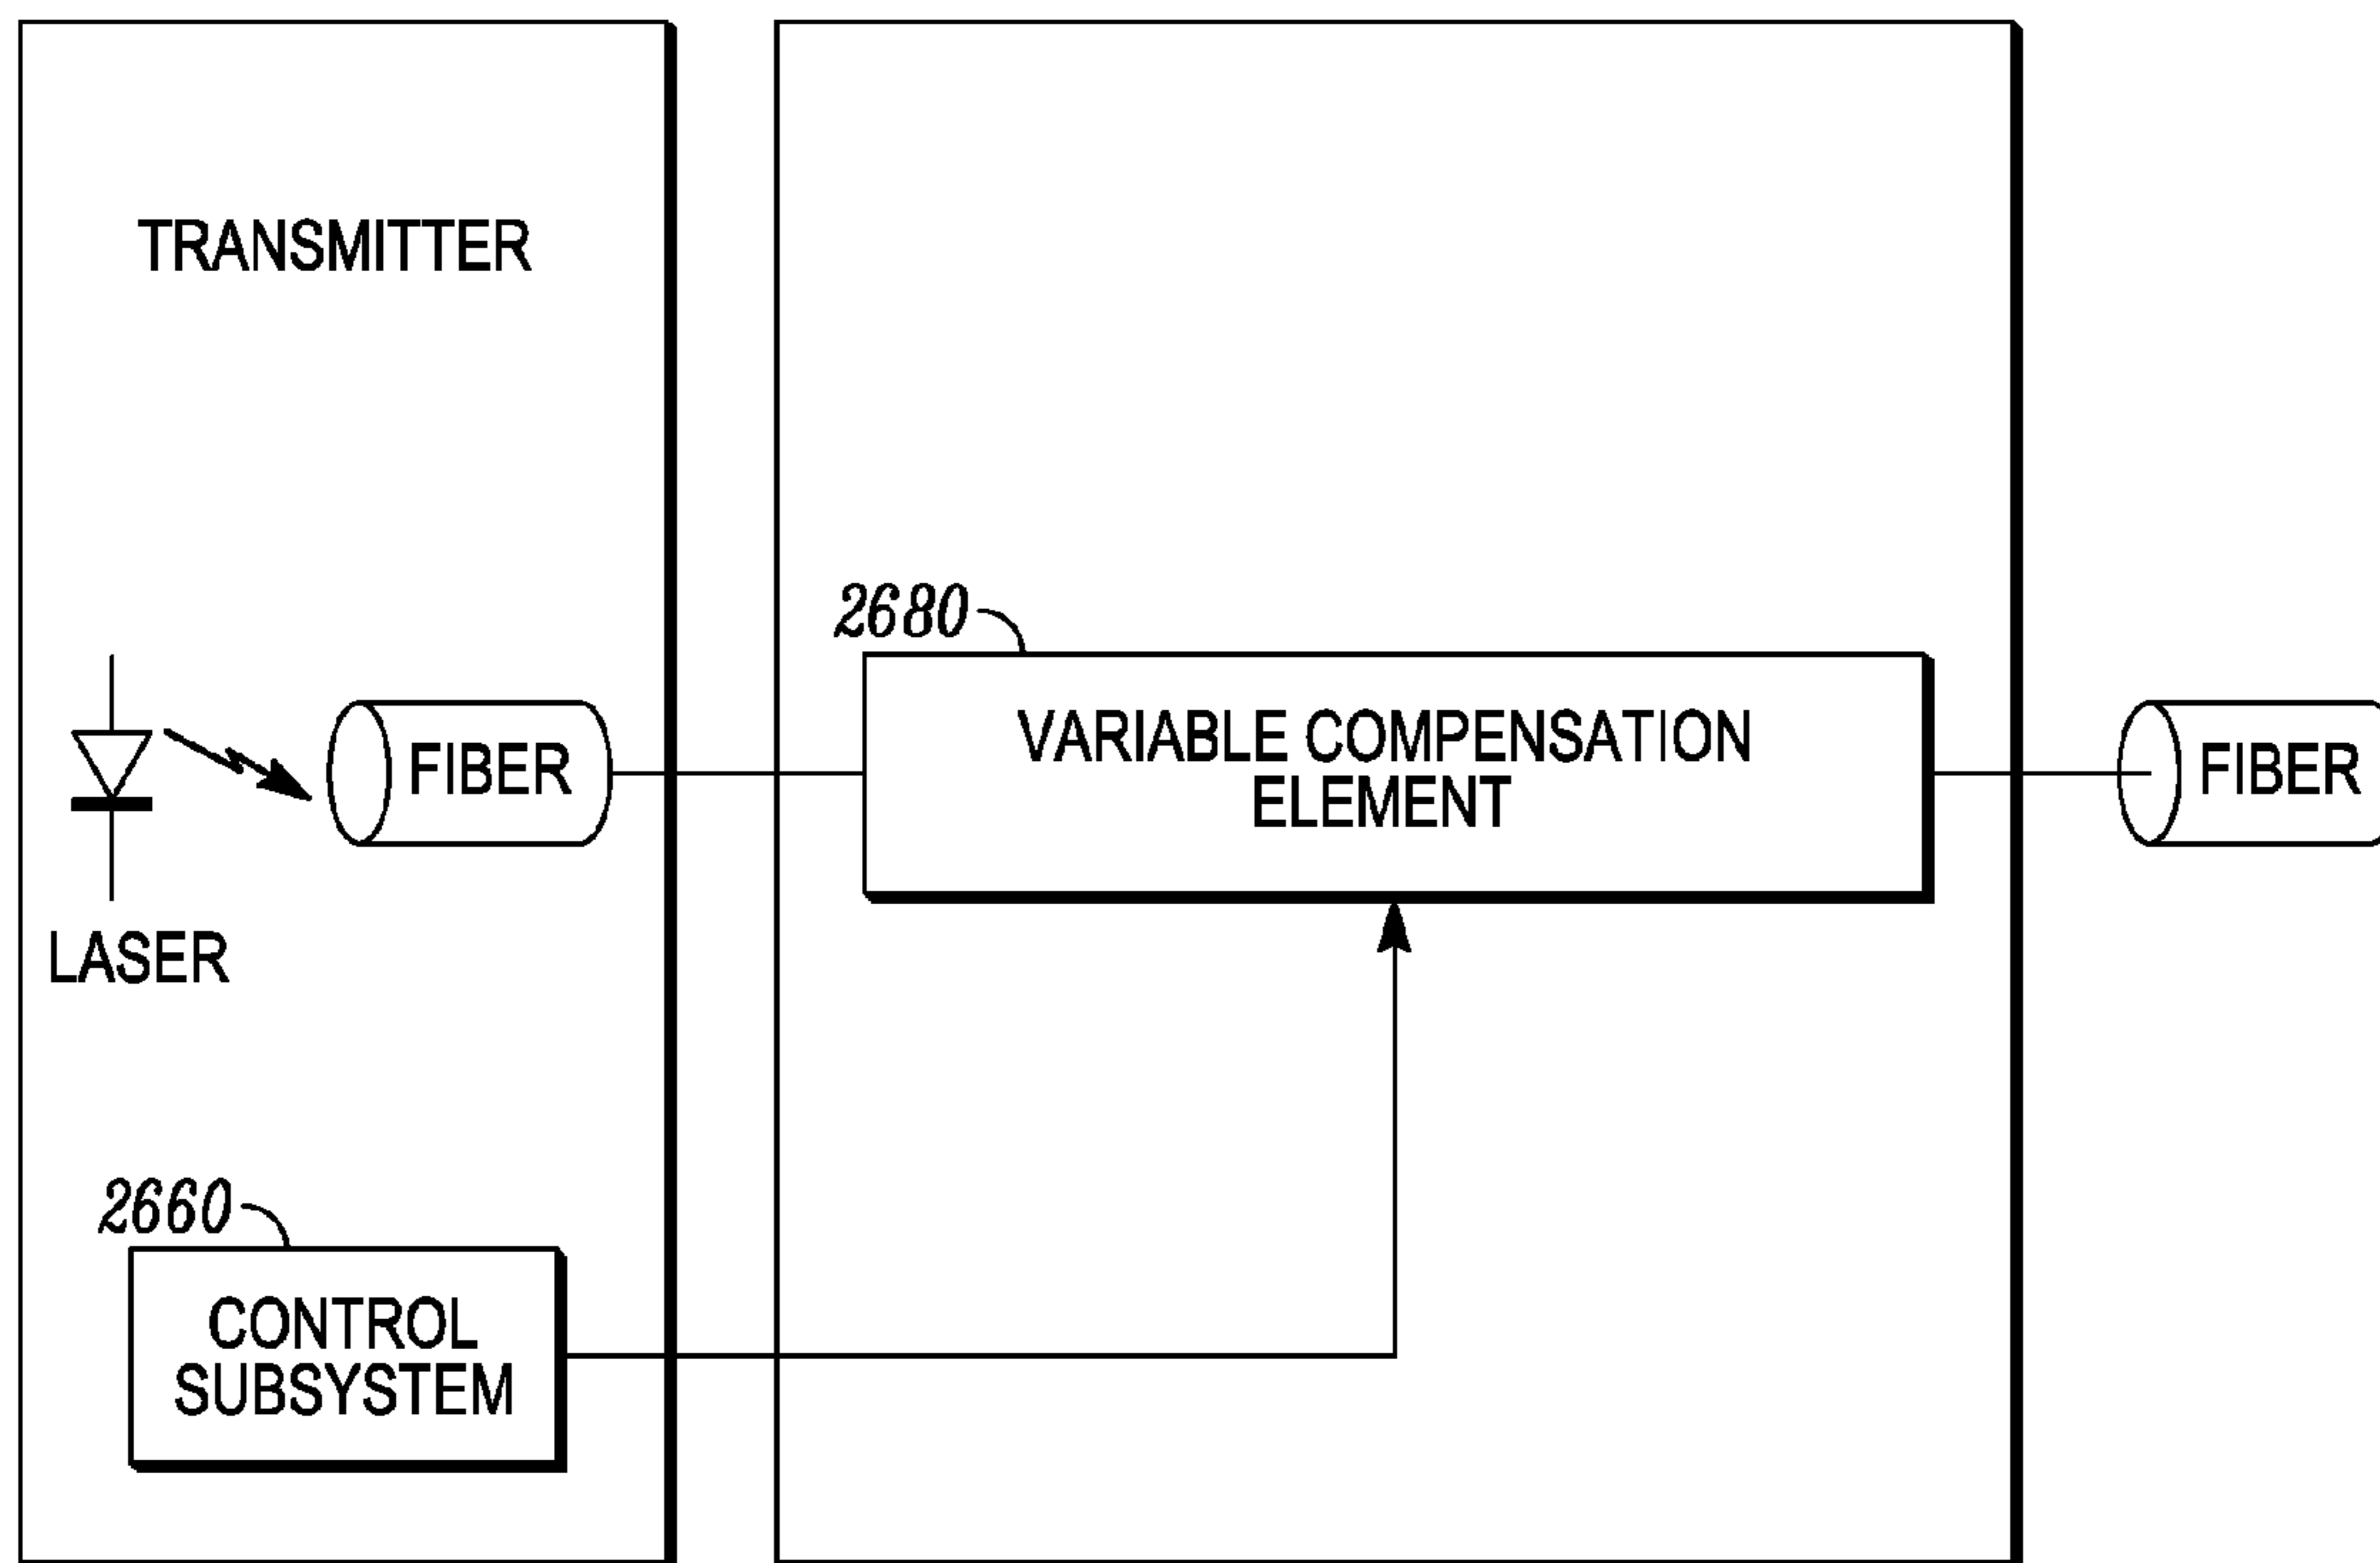 TRANSMITTER
2680
VARIABLE COMPENSATION
ELEMENT
FIBER
FIBER
LASER
2660
CONTROL
SUBSYSTEM